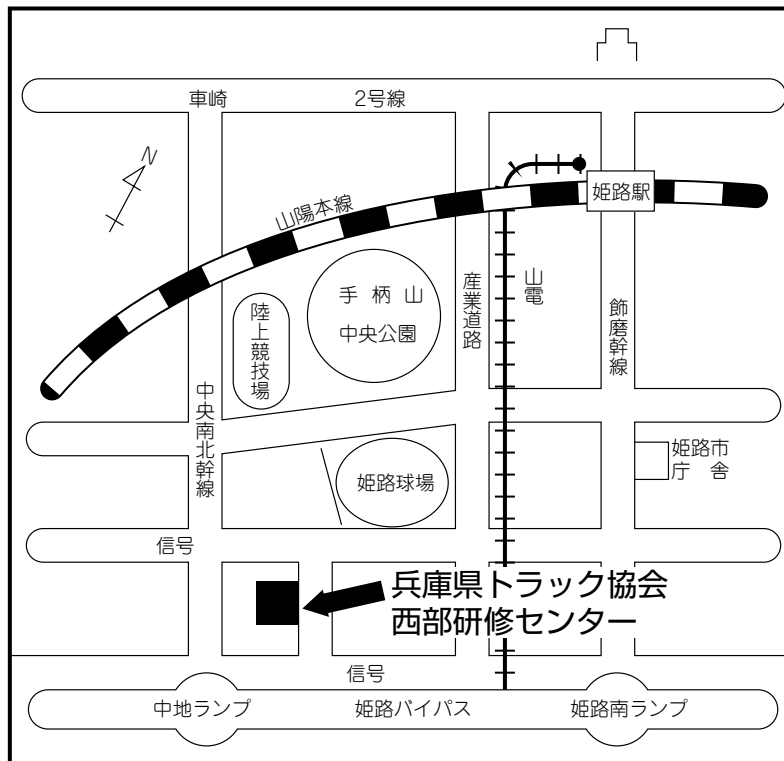 車崎
2号線
N
山陽本線
姫路駅
手柄山
中央公園
陸上競技場
産業道路
山電
飾磨幹線
中央南北幹線
姫路球場
姫路市
庁舎
信号
兵庫県トラック協会
西部研修センター
信号
中地ランプ
姫路バイパス
姫路南ランプ